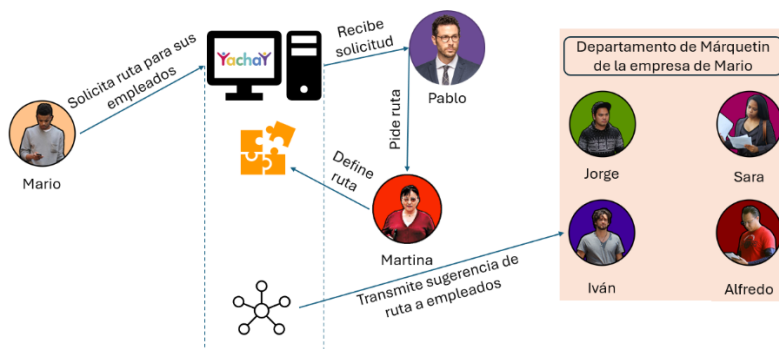 Solicita ruta para sus
empleados
Mario
YachaY
Recibe
solicitud
Pablo
Pide ruta
Define
ruta
Martina
Transmite sugerencia de
ruta a empleados
Departamento de Márquetin
de la empresa de Mario
Jorge
Sara
Iván
Alfredo